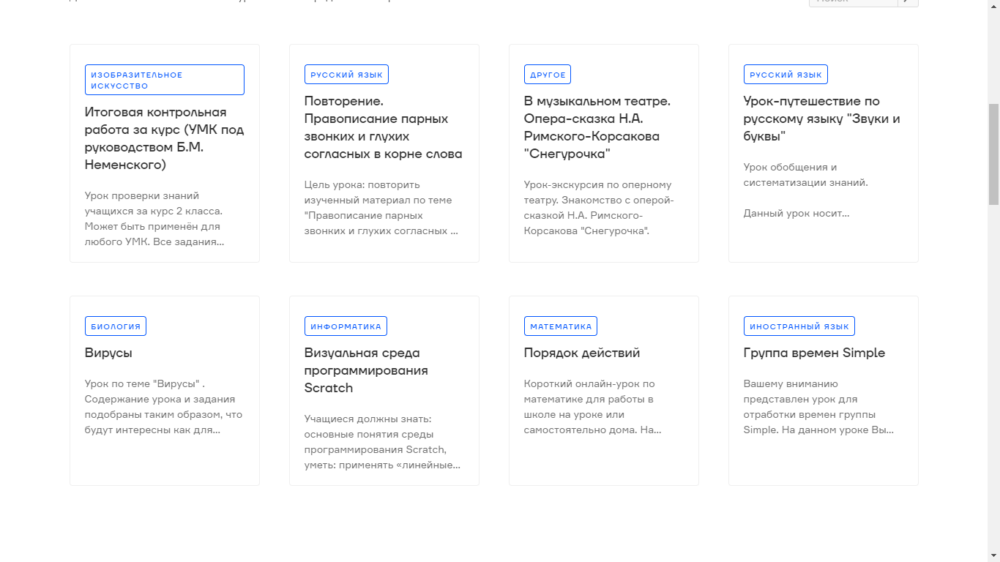 ИЗОБРАЗИТЕЛЬНОЕ
ИСКУССТВО
Итоговая контрольная
работа за курс (УМК под
руководством Б.М.
Неменского)
Урок проверки знаний
учащихся за курс 2 класса.
Может быть применён для
любого УМК. Все задания...
РУССКИЙ ЯЗЫК
Повторение.
Правописание парных
звонких и глухих
согласных в корне слова
Цель урока: повторить
изученный материал по теме
"Правописание парных
звонких и глухих согласных ...
ДРУГОЕ
В музыкальном театре.
Опера-сказка Н.А.
Римского-Корсакова
"Снегурочка"
Урок-экскурсия по оперному
театру. Знакомство с оперой-
сказкой Н.А. Римского-
Корсакова "Снегурочка".
РУССКИЙ ЯЗЫК
Урок-путешествие по
русскому языку "Звуки и
буквы"
Урок обобщения и
систематизации знаний.
Данный урок носит...
БИОЛОГИЯ
Вирусы
Урок по теме "Вирусы" .
Содержание урока и задания
подобраны таким образом, что
будут интересны как для...
ИНФОРМАТИКА
Визуальная среда
программирования
Scratch
Учащиеся должны знать:
основные понятия среды
программирования Scratch,
уметь: применять «линейные...
МАТЕМАТИКА
Порядок действий
Короткий онлайн-урок по
математике для работы в
школе на уроке или
самостоятельно дома. На...
ИНОСТРАННЫЙ ЯЗЫК
Группа времен Simple
Вашему вниманию
представлен урок для
отработки времен группы
Simple. На данном уроке Вы...